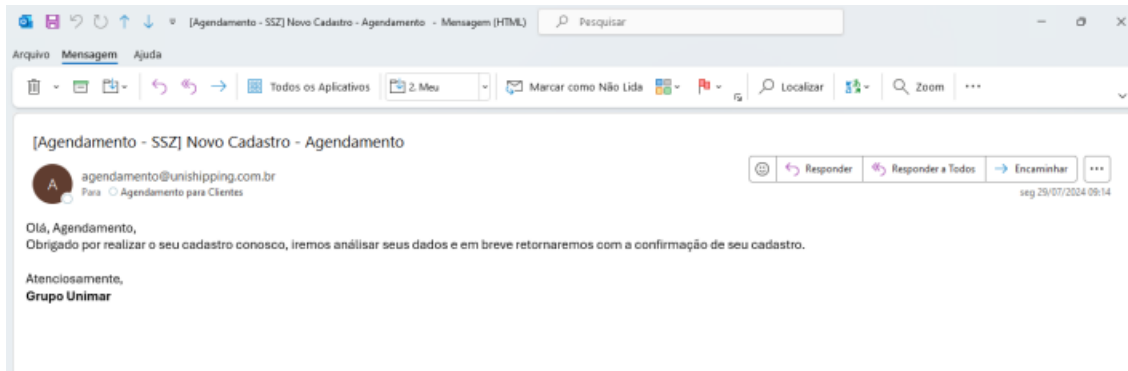 [Agendamento - SSZ] Novo Cadastro - Agendamento - Mensagem (HTML)
Pesquisar
Arquivo Mensagem Ajuda
Todos os Aplicativos
2. Meu
Marcar como Não Lida
Localizar
Zoom
[Agendamento - SSZ] Novo Cadastro - Agendamento
A
agendamento@unishipping.com.br
Para Agendamento para Clientes
Responder
Responder a Todos
Encaminhar
seg 29/07/2024 09:14
Olá, Agendamento,
Obrigado por realizar o seu cadastro conosco, iremos análisar seus dados e em breve retornaremos com a confirmação de seu cadastro.
Atenciosamente,
Grupo Unimar